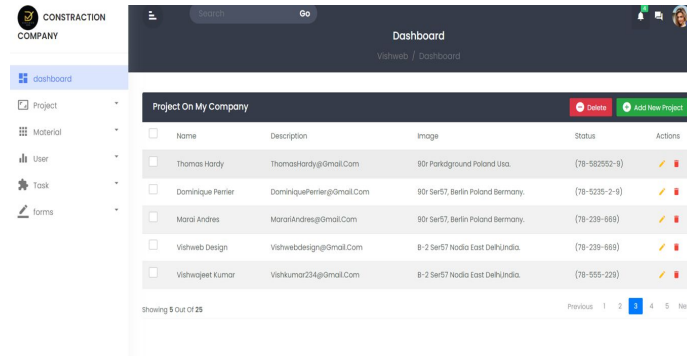 CONSTRACTION
COMPANY
dashboard
Project
Material
User
Task
forms
Search Go
4
Dashboard
Vishweb / Dashboard
Project On My Company Delete Add New Project
Name Description Image Status Actions
Thomas Hardy ThomasHardy@Gmail.Com 90r Parkdground Poland Usa. (78-582552-9)
Dominique Perrier DominiquePerrier@Gmail.Com 90r Ser57, Berlin Poland Bermany. (78-5235-2-9)
Marai Andres MarariAndres@Gmail.Com 90r Ser57, Berlin Poland Bermany. (78-239-669)
Vishweb Design Vishwebdesign@Gmail.Com B-2 Ser57 Nodia East Delhi,India. (78-239-669)
Vishwajeet Kumar Vishkumar234@Gmail.Com B-2 Ser57 Nodia East Delhi,India. (78-555-229)
Showing 5 Out Of 25 Previous 1 2 3 4 5